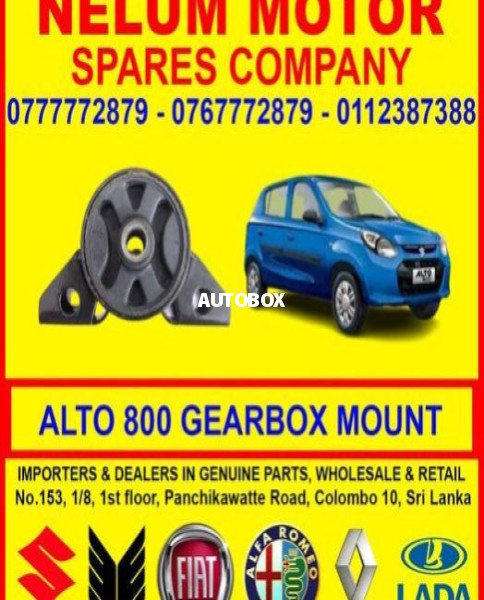 NELUM MOTOR
SPARES COMPANY
0777772879 - 0767772879 - 0112387388
ALTO
AUTOBOX
ALTO 800 GEARBOX MOUNT
IMPORTERS & DEALERS IN GENUINE PARTS, WHOLESALE & RETAIL
No.153, 1/8, 1st floor, Panchikawatte Road, Colombo 10, Sri Lanka
FIAT
ALFA ROMEO
LADA